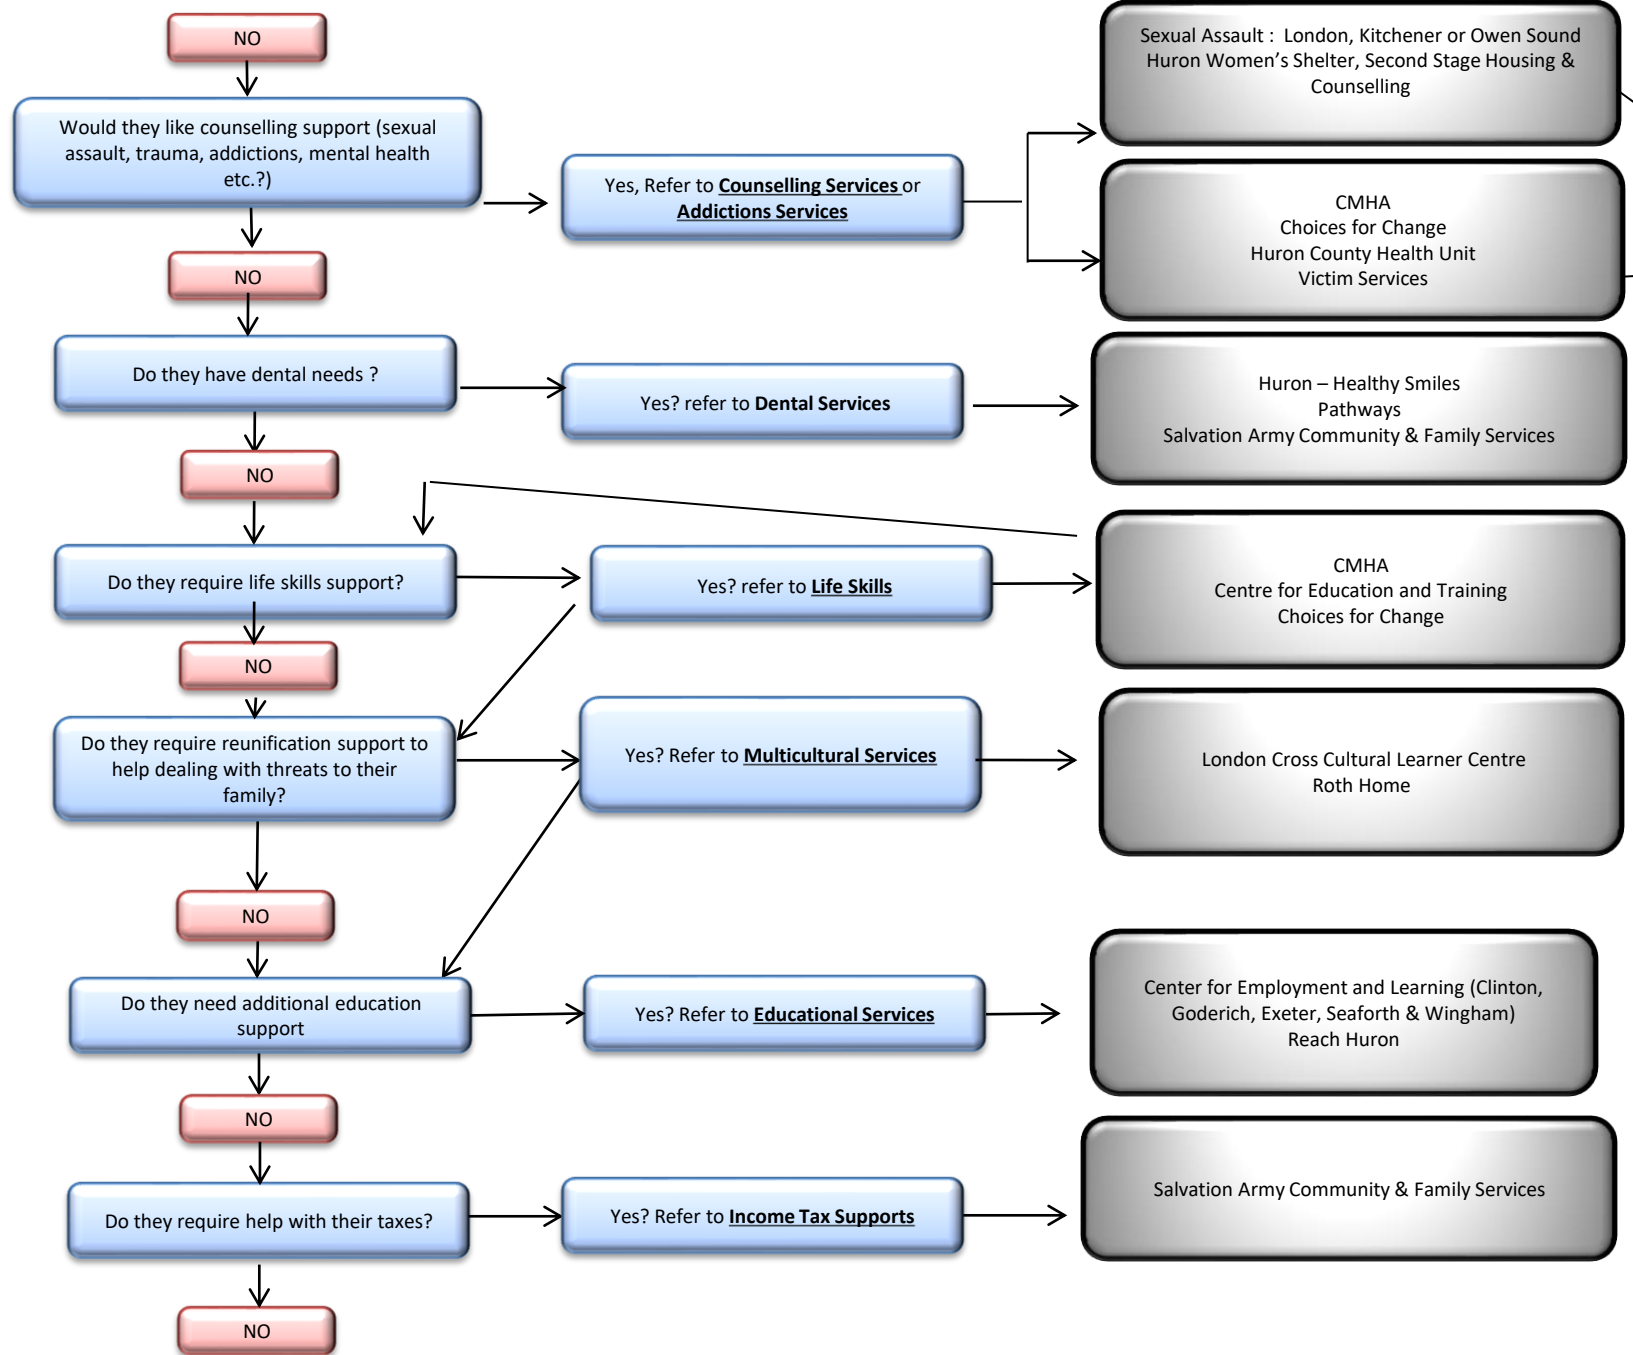 NO
Would they like counselling support (sexual
assault, trauma, addictions, mental health
etc.?)
Yes, Refer to Counselling Services or
Addictions Services
Sexual Assault : London, Kitchener or Owen Sound
Huron Women's Shelter, Second Stage Housing &
Counselling
CMHA
Choices for Change
Huron County Health Unit
Victim Services
NO
Do they have dental needs ?
Yes? refer to Dental Services
Huron – Healthy Smiles
Pathways
Salvation Army Community & Family Services
NO
Do they require life skills support?
Yes? refer to Life Skills
CMHA
Centre for Education and Training
Choices for Change
NO
Do they require reunification support to
help dealing with threats to their
family?
Yes? Refer to Multicultural Services
London Cross Cultural Learner Centre
Roth Home
NO
Do they need additional education
support
Yes? Refer to Educational Services
Center for Employment and Learning (Clinton,
Goderich, Exeter, Seaforth & Wingham)
Reach Huron
NO
Do they require help with their taxes?
Yes? Refer to Income Tax Supports
Salvation Army Community & Family Services
NO